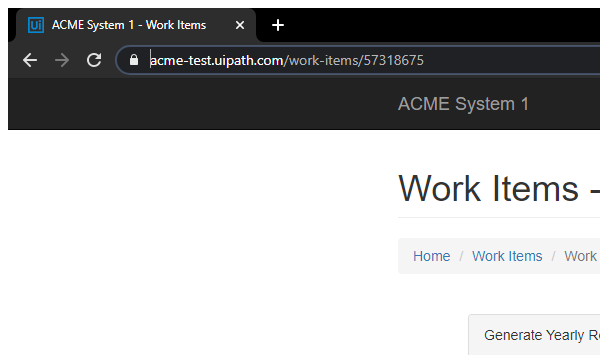 Ui ACME System 1 - Work Items
acme-test.uipath.com/work-items/57318675
ACME System 1
Work Items -
Home / Work Items / Work
Generate Yearly R